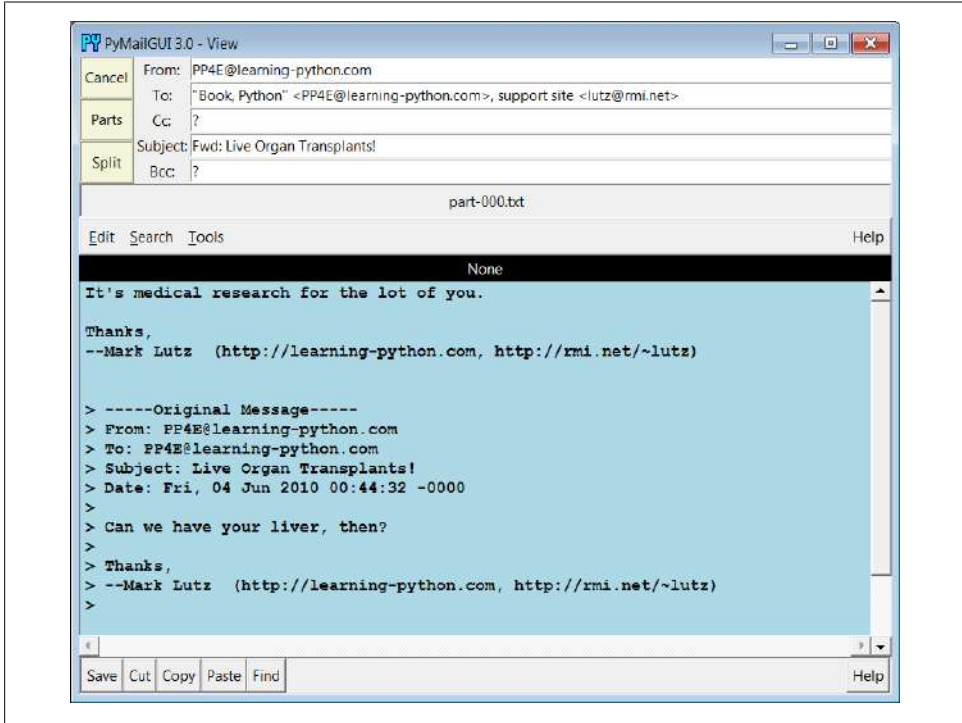 PY PyMailGUI 3.0 - View
Cancel
From: PP4E@learning-python.com
To: "Book, Python" <PP4E@learning-python.com>, support site <lutz@rmi.net>
Parts
Cc: ?
Subject: Fwd: Live Organ Transplants!
Split
Bcc: ?
part-000.txt
Edit Search Tools Help
None
It's medical research for the lot of you.
Thanks,
--Mark Lutz (http://learning-python.com, http://rmi.net/~lutz)
> -----Original Message-----
> From: PP4E@learning-python.com
> To: PP4E@learning-python.com
> Subject: Live Organ Transplants!
> Date: Fri, 04 Jun 2010 00:44:32 -0000
>
> Can we have your liver, then?
>
> Thanks,
> --Mark Lutz (http://learning-python.com, http://rmi.net/~lutz)
>
Save Cut Copy Paste Find Help